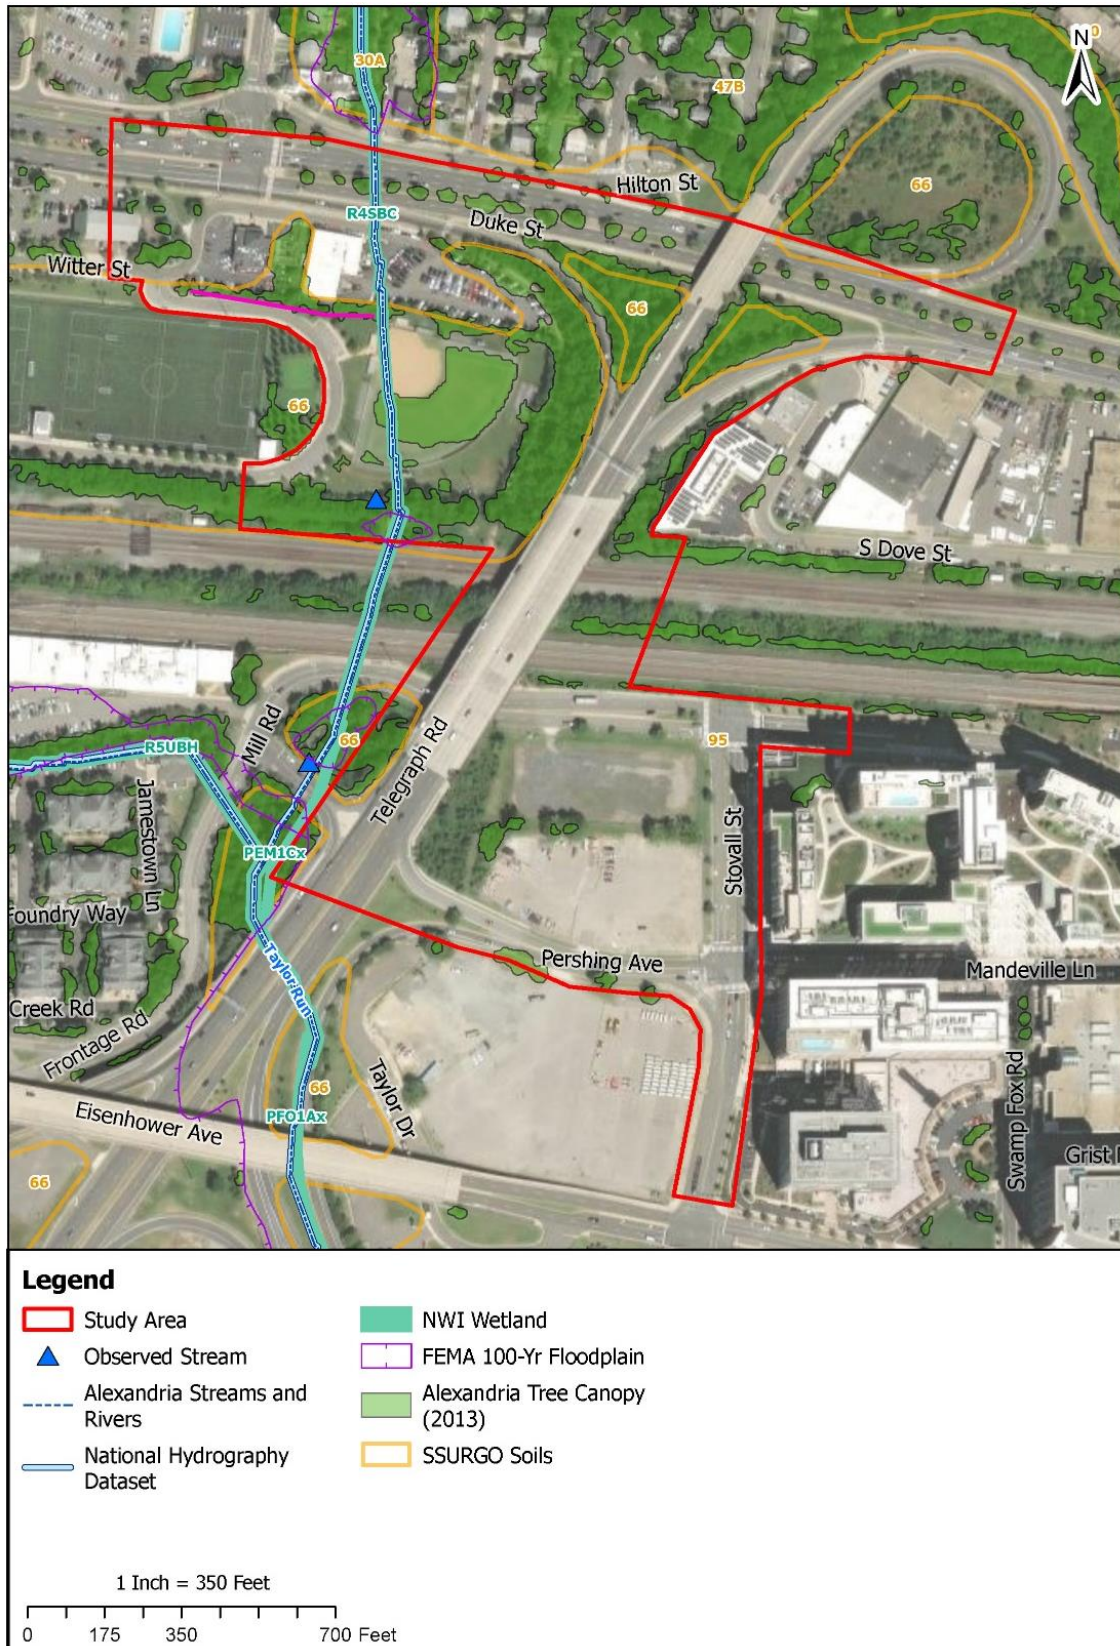 N
0
30A
47B
66
Hilton St
R4SBC
Duke St
Witter St
66
66
S Dove St
Mill Rd
66
95
R5UBH
Telegraph Rd
Jamestown Ln
PEM1Cx
Stovall St
Foundry Way
Pershing Ave
Mandeville Ln
Taylor Run
Creek Rd
Frontage Rd
Taylor Dr
Swamp Fox Rd
66
PFO1Ax
Eisenhower Ave
Grist
66
Legend
Study Area
Observed Stream
Alexandria Streams and
Rivers
National Hydrography
Dataset
NWI Wetland
FEMA 100-Yr Floodplain
Alexandria Tree Canopy
(2013)
SSURGO Soils
1 Inch = 350 Feet
0 175 350 700 Feet